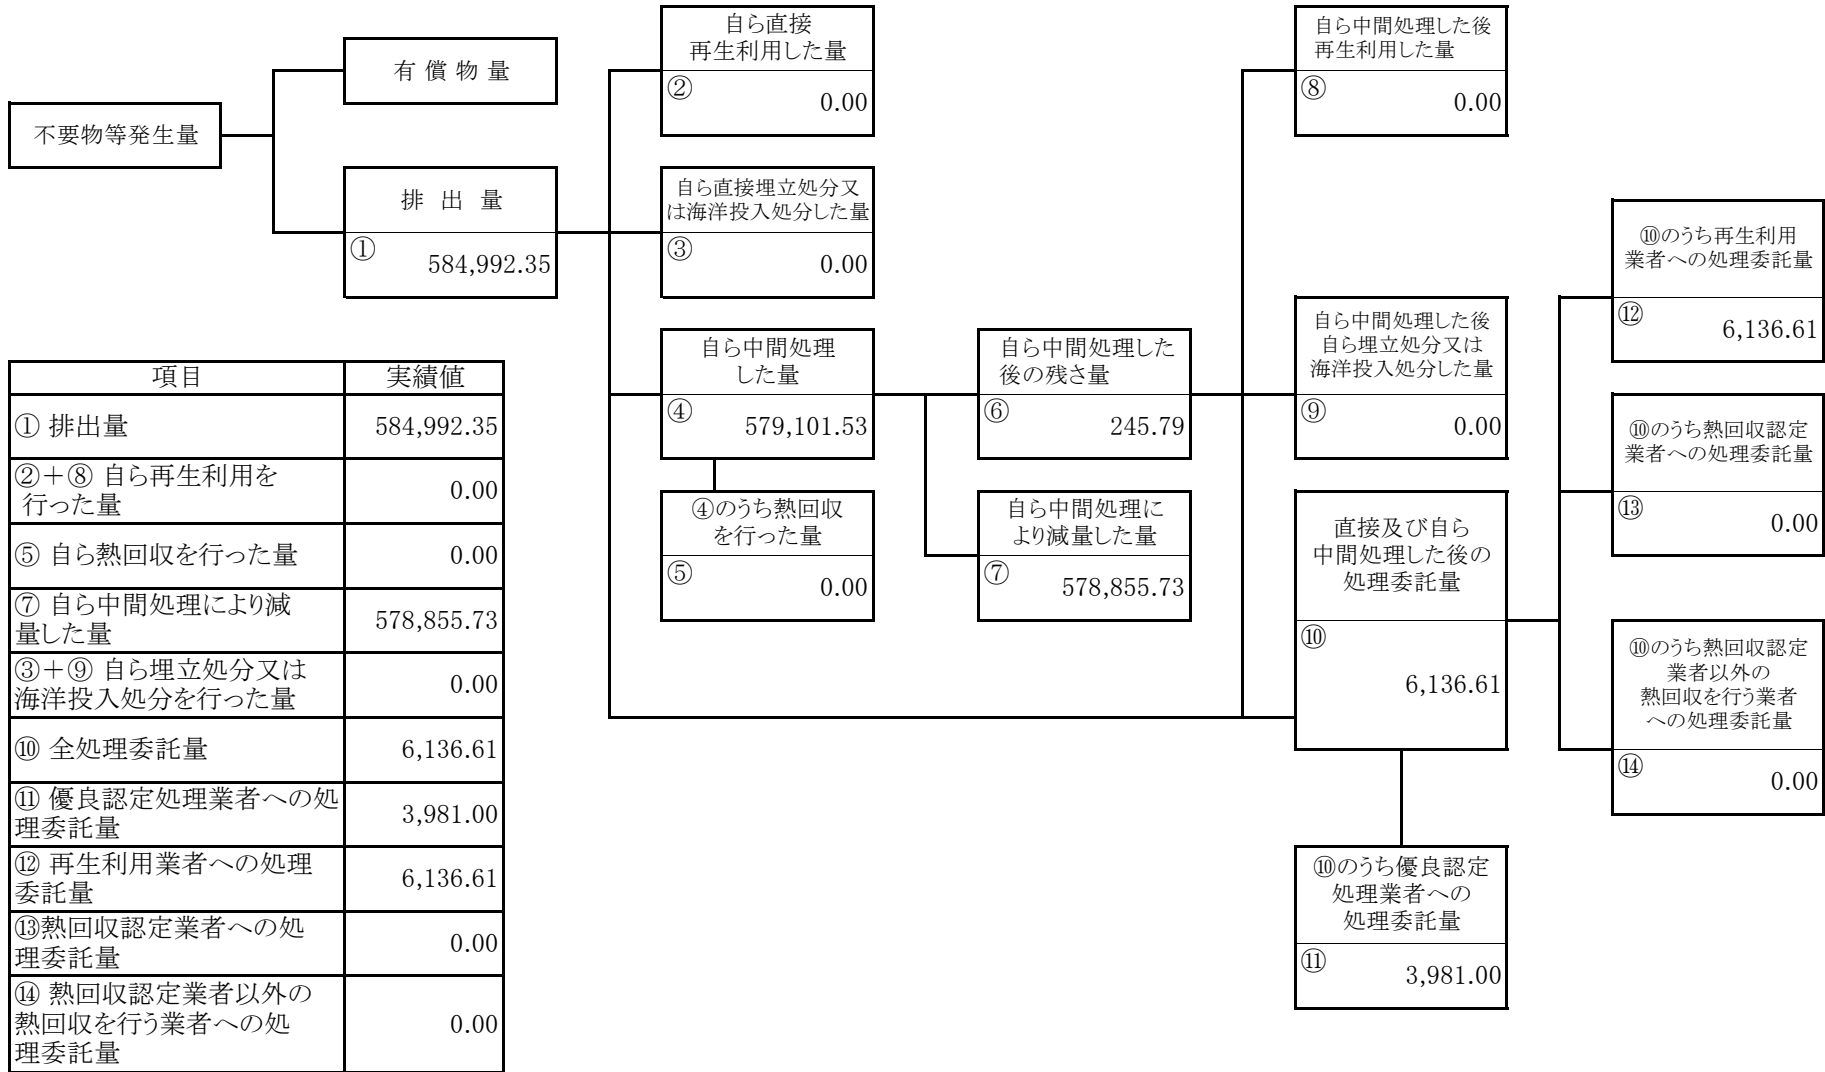 不要物等発生量
有 償 物 量
排 出 量
①
584,992.35
自ら直接
再生利用した量
②
0.00
自ら直接埋立処分又
は海洋投入処分した量
③
0.00
自ら中間処理
した量
④
579,101.53
④のうち熱回収
を行った量
⑤
0.00
自ら中間処理した
後の残さ量
⑥
245.79
自ら中間処理に
より減量した量
⑦
578,855.73
自ら中間処理した後
再生利用した量
⑧
0.00
自ら中間処理した後
自ら埋立処分又は
海洋投入処分した量
⑨
0.00
直接及び自ら
中間処理した後の
処理委託量
⑩
6,136.61
⑩のうち優良認定
処理業者への
処理委託量
⑪
3,981.00
⑩のうち再生利用
業者への処理委託量
⑫
6,136.61
⑩のうち熱回収認定
業者への処理委託量
⑬
0.00
⑩のうち熱回収認定
業者以外の
熱回収を行う業者
への処理委託量
⑭
0.00
項目 実績値
① 排出量 584,992.35
②＋⑧ 自ら再生利用を
行った量 0.00
⑤ 自ら熱回収を行った量 0.00
⑦ 自ら中間処理により減
量した量 578,855.73
③＋⑨ 自ら埋立処分又は
海洋投入処分を行った量 0.00
⑩ 全処理委託量 6,136.61
⑪ 優良認定処理業者への処
理委託量 3,981.00
⑫ 再生利用業者への処理
委託量 6,136.61
⑬熱回収認定業者への処
理委託量 0.00
⑭ 熱回収認定業者以外の
熱回収を行う業者への処
理委託量 0.00